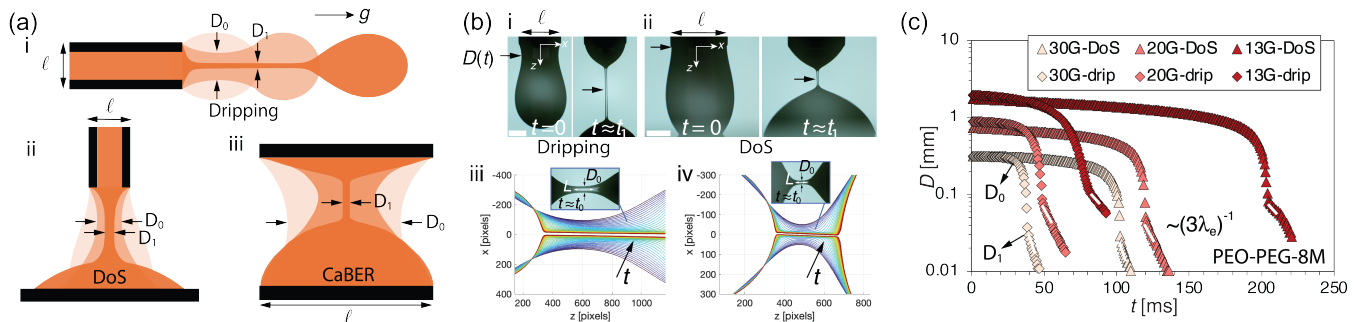 (a)
i
ℓ
D₀
D₁
g
Dripping
ii
ℓ
D₀
D₁
DoS
iii
D₁
D₀
CaBER
ℓ
(b)
i
ℓ
ii
ℓ
D(t)
x
z
x
z
t=0
t≈t₁
t = 0
t≈t₁
Dripping
DoS
iii
-400
-300
-200
-100
0
100
200
300
400
x [pixels]
D₀
L
t≈t₀
t
200 400 600 800 1000
z [pixels]
iv
-300
-200
-100
0
100
200
300
x [pixels]
D₀
L
t≈t₀
t
200 400 600 800
z [pixels]
(c)
30G-DoS 20G-DoS 13G-DoS
30G-drip 20G-drip 13G-drip
10
1
0.1
0.01
D [mm]
D₀
D₁
~(3λₑ)⁻¹
PEO-PEG-8M
0 50 100 150 200 250
t [ms]